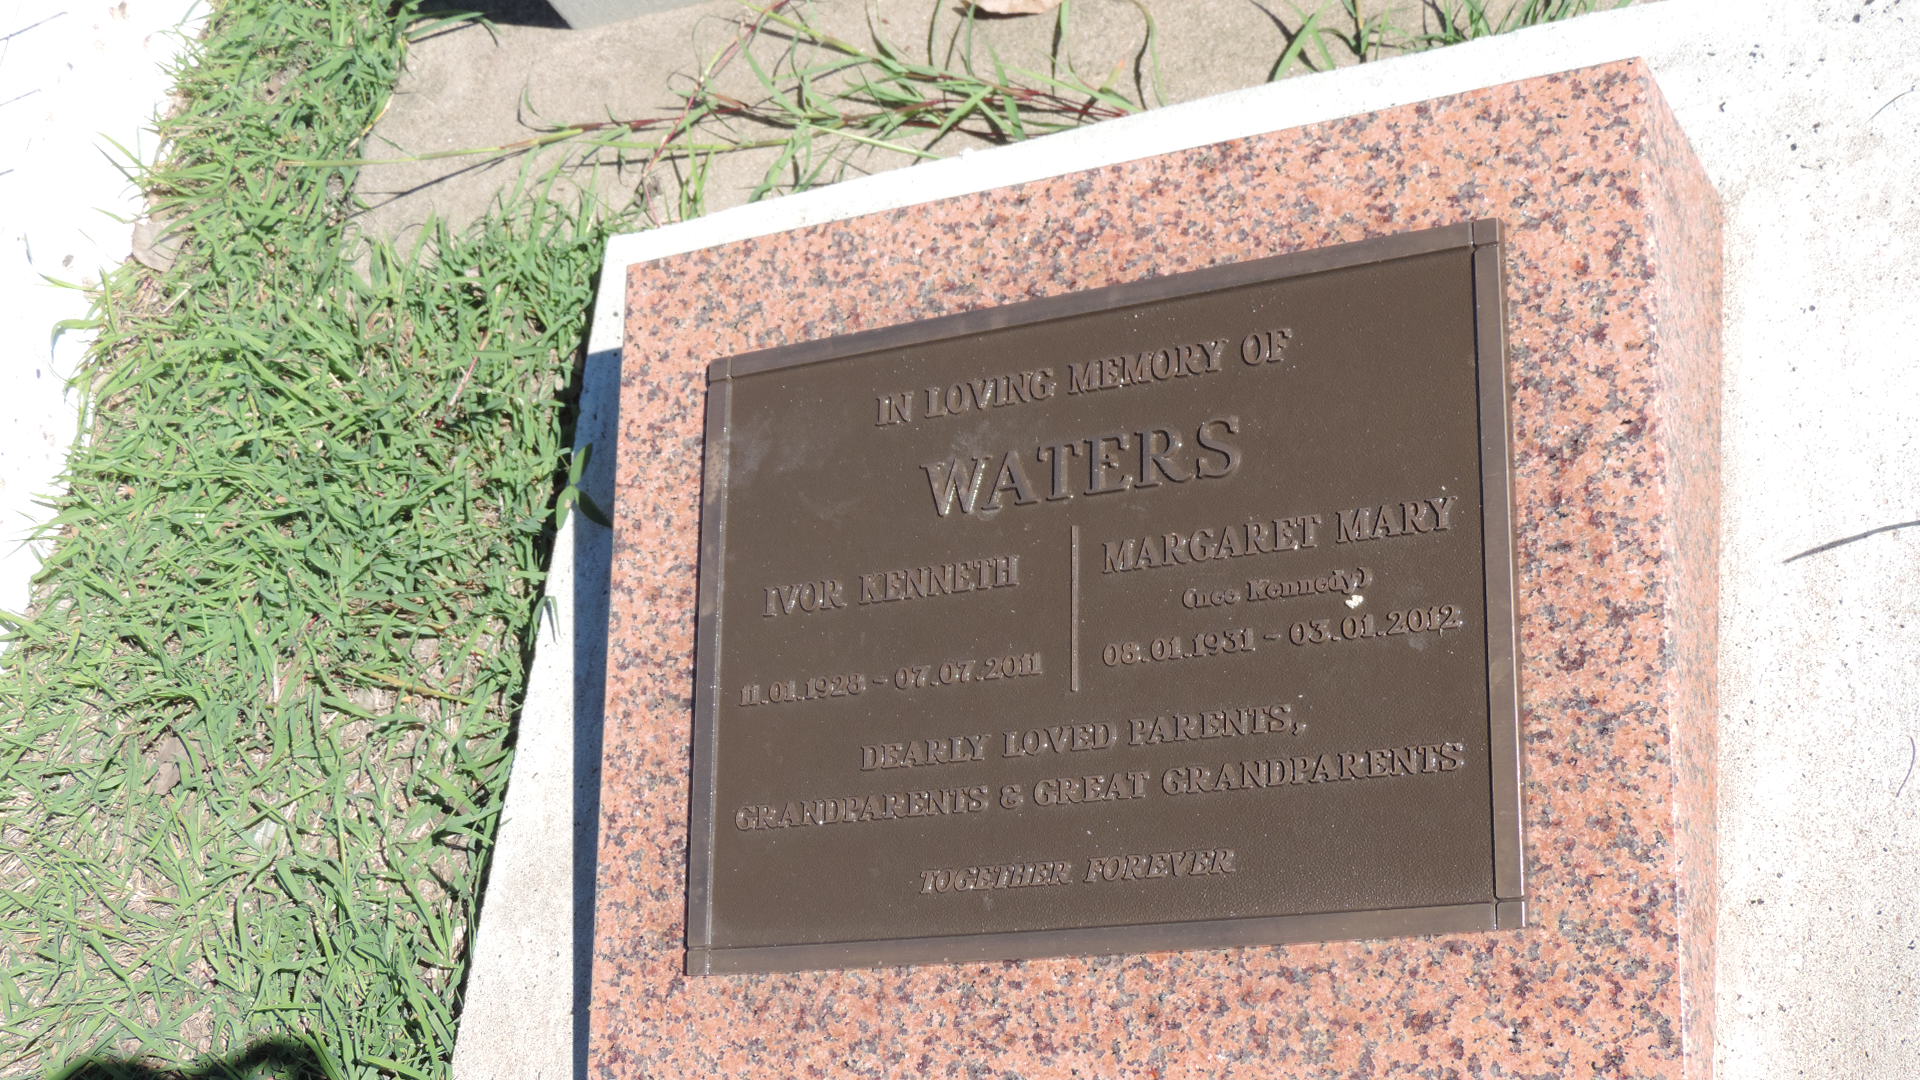 IN LOVING MEMORY OF
WATERS
IVOR KENNETH
11.01.1928 - 07.07.2011
MARGARET MARY
(nee Kennedy)
08.01.1931 - 03.01.2012
DEARLY LOVED PARENTS,
GRANDPARENTS & GREAT GRANDPARENTS
TOGETHER FOREVER